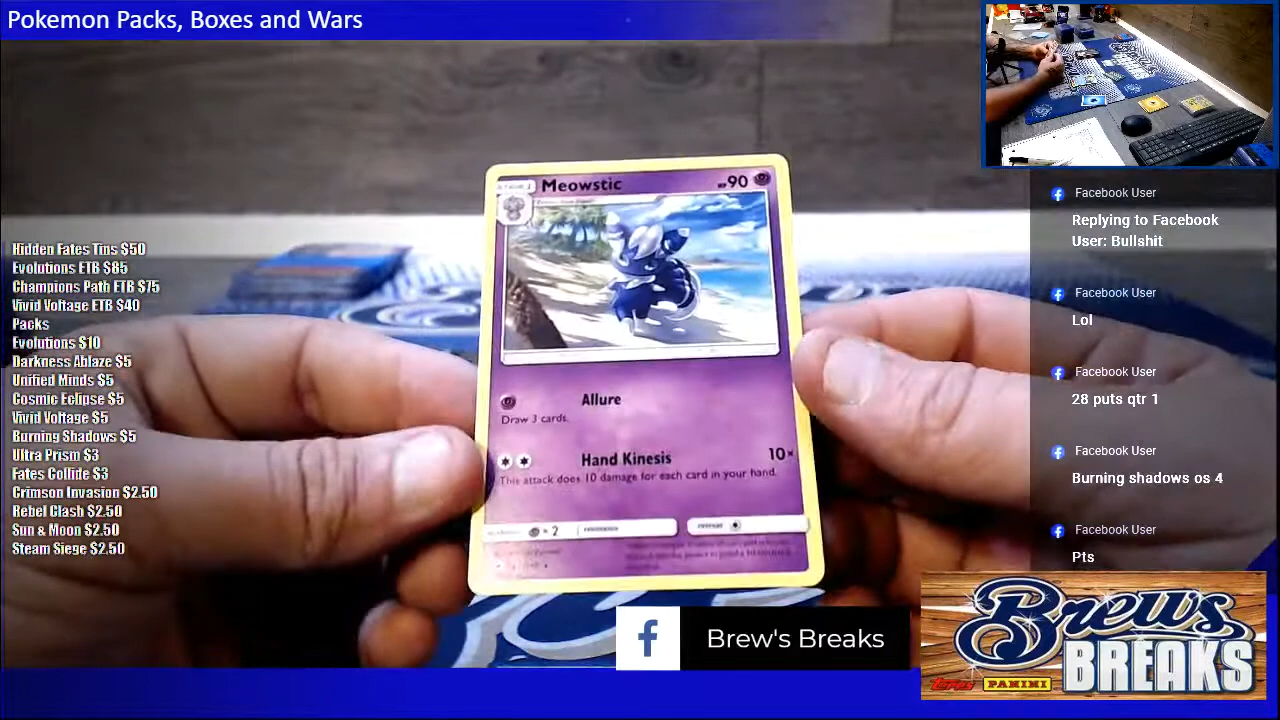 Pokemon Packs, Boxes and Wars
Hidden Fates Tins $50
Evolutions ETB $85
Champions Path ETB $75
Vivid Voltage ETB $40
Packs
Evolutions $10
Darkness Ablaze $5
Unified Minds $5
Cosmic Eclipse $5
Vivid Voltage $5
Burning Shadows $5
Ultra Prism $3
Fates Collide $3
Crimson Invasion $2.50
Rebel Clash $2.50
Sun & Moon $2.50
Steam Siege $2.50
Meowstic
HP 90
Allure
Draw 3 cards.
Hand Kinesis 10×
This attack does 10 damage for each card in your hand.
× 2
Facebook User
Replying to Facebook
User: Bullshit
Facebook User
Lol
Facebook User
28 puts qtr 1
Facebook User
Burning shadows os 4
Facebook User
Pts
Brew's Breaks
Brew's
BREAKS
Topps PANINI